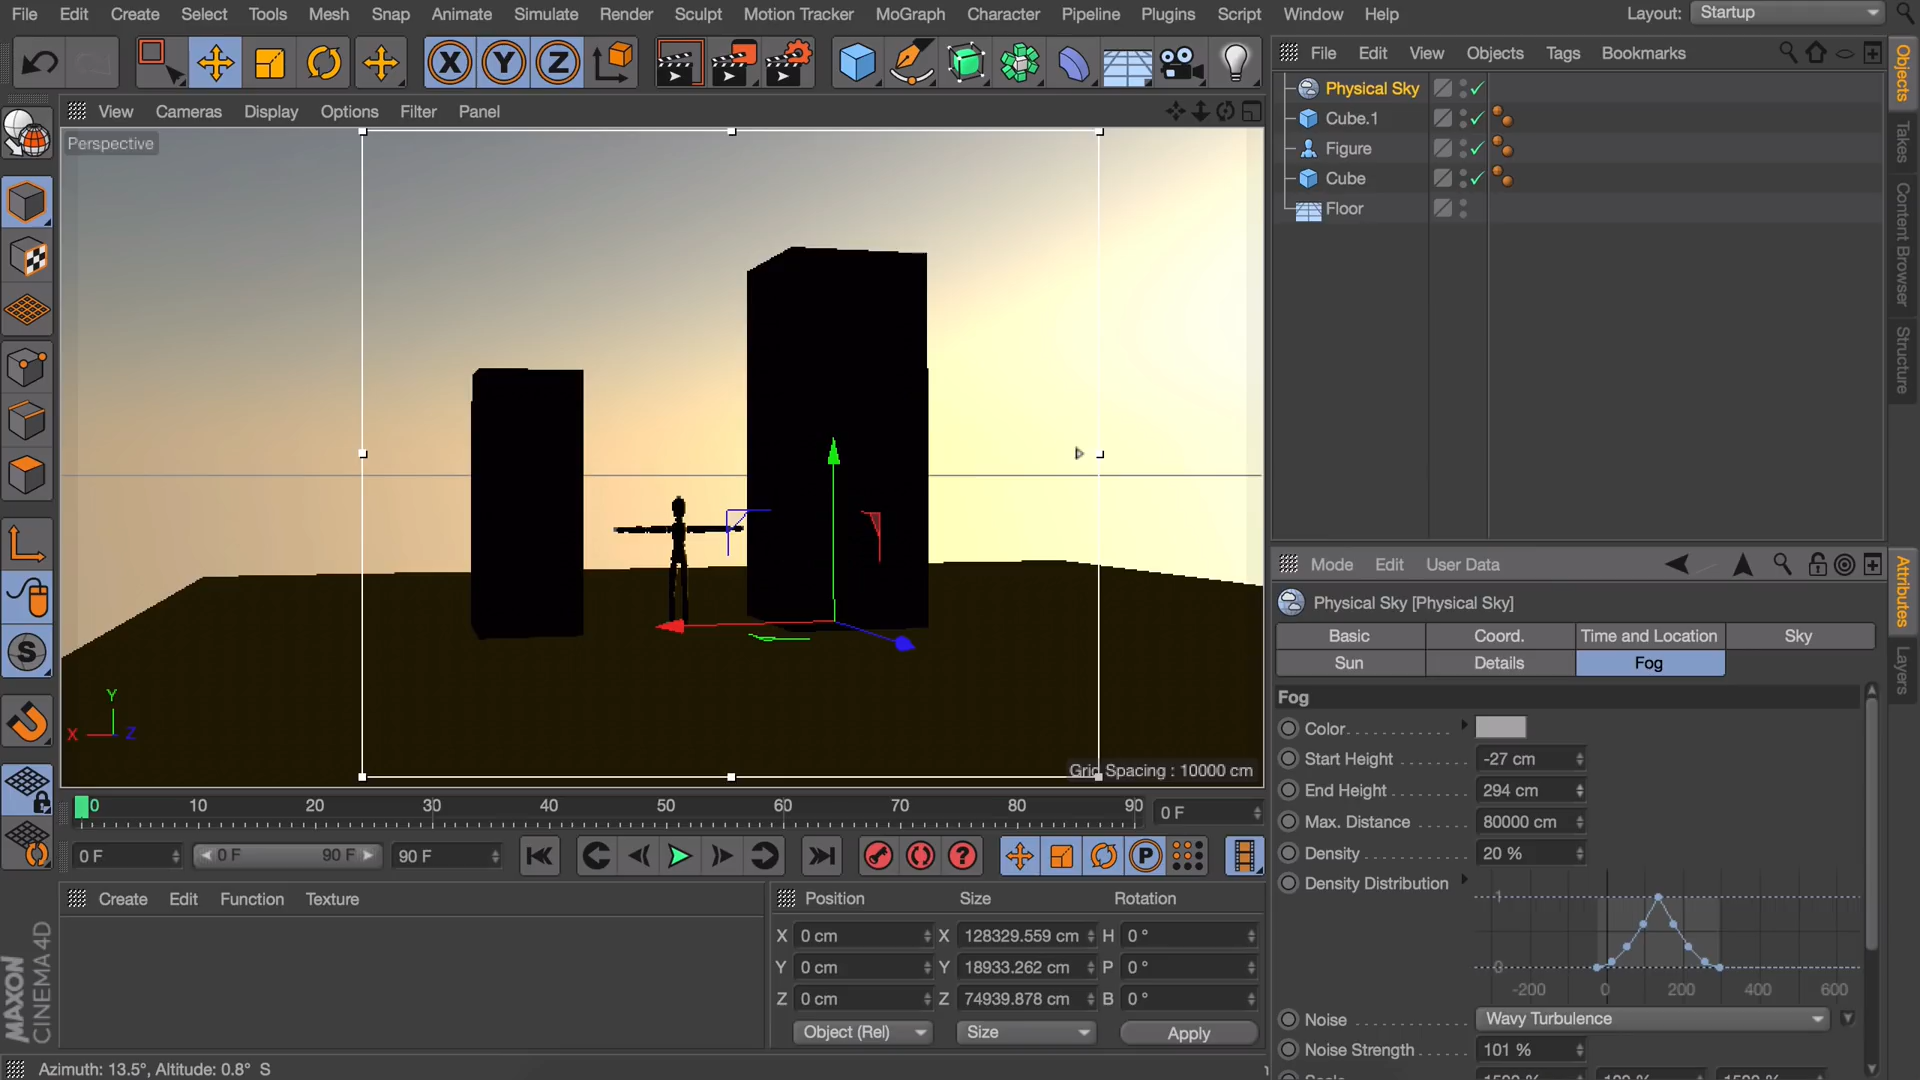 File Edit Create Select Tools Mesh Snap Animate Simulate Render Sculpt Motion Tracker MoGraph Character Pipeline Plugins Script Window Help Layout: Startup
X Y Z
File Edit View Objects Tags Bookmarks
Objects
Takes
Content Browser
Structure
Physical Sky
Cube.1
Figure
Cube
Floor
View Cameras Display Options Filter Panel
Perspective
Y
X Z
Grid Spacing : 10000 cm
0 10 20 30 40 50 60 70 80 90 0 F
0 F 0 F 90 F 90 F
P
Create Edit Function Texture
Position Size Rotation
X 0 cm X 128329.559 cm H 0 °
Y 0 cm Y 18933.262 cm P 0 °
Z 0 cm Z 74939.878 cm B 0 °
Object (Rel) Size Apply
MAXON
CINEMA 4D
Azimuth: 13.5°, Altitude: 0.8° S
Mode Edit User Data
Attributes
Layers
Physical Sky [Physical Sky]
Basic Coord. Time and Location Sky
Sun Details Fog
Fog
Color
Start Height -27 cm
End Height 294 cm
Max. Distance 80000 cm
Density 20 %
Density Distribution
1
0
-200 0 200 400 600
Noise Wavy Turbulence
Noise Strength 101 %